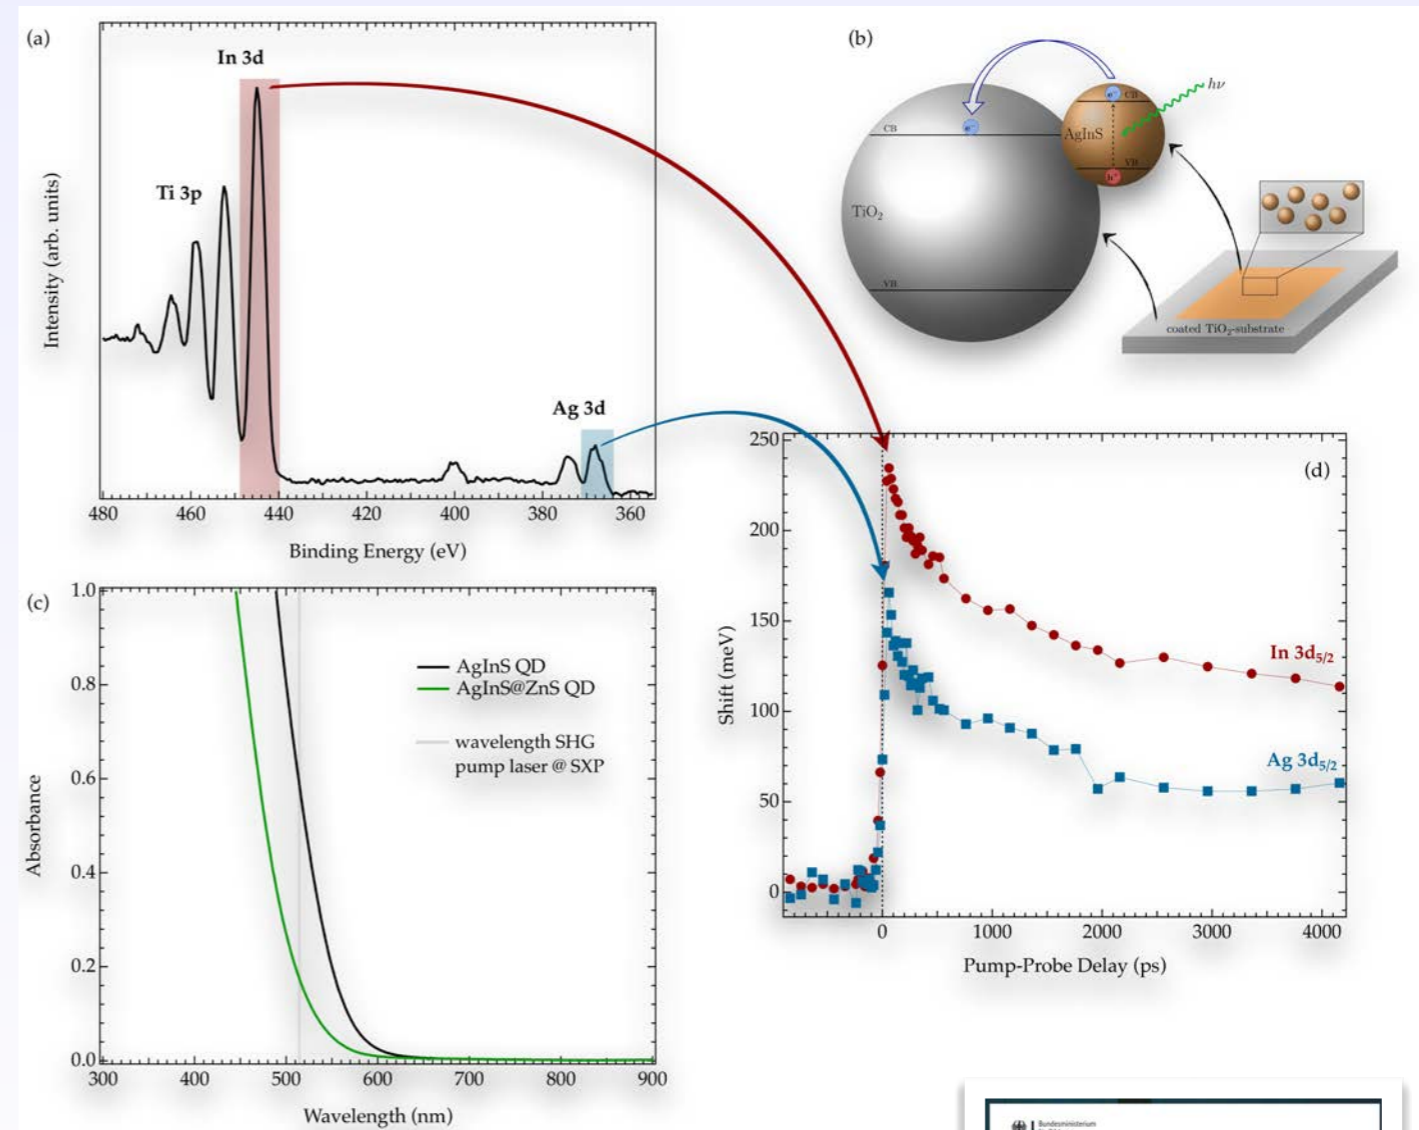 (a)
In 3d
Ti 3p
Ag 3d
Intensity (arb. units)
480 460 440 420 400 380 360
Binding Energy (eV)
(b)
hν
e⁻ CB
AgInS
VB
h⁺
CB e⁻
TiO₂
VB
coated TiO₂-substrate
(c)
1.0
0.8
0.6
0.4
0.2
0.0
Absorbance
AgInS QD
AgInS@ZnS QD
wavelength SHG
pump laser @ SXP
300 400 500 600 700 800 900
Wavelength (nm)
(d)
250
200
150
100
50
0
Shift (meV)
In 3d₅/₂
Ag 3d₅/₂
0 1000 2000 3000 4000
Pump-Probe Delay (ps)
Bundesministerium